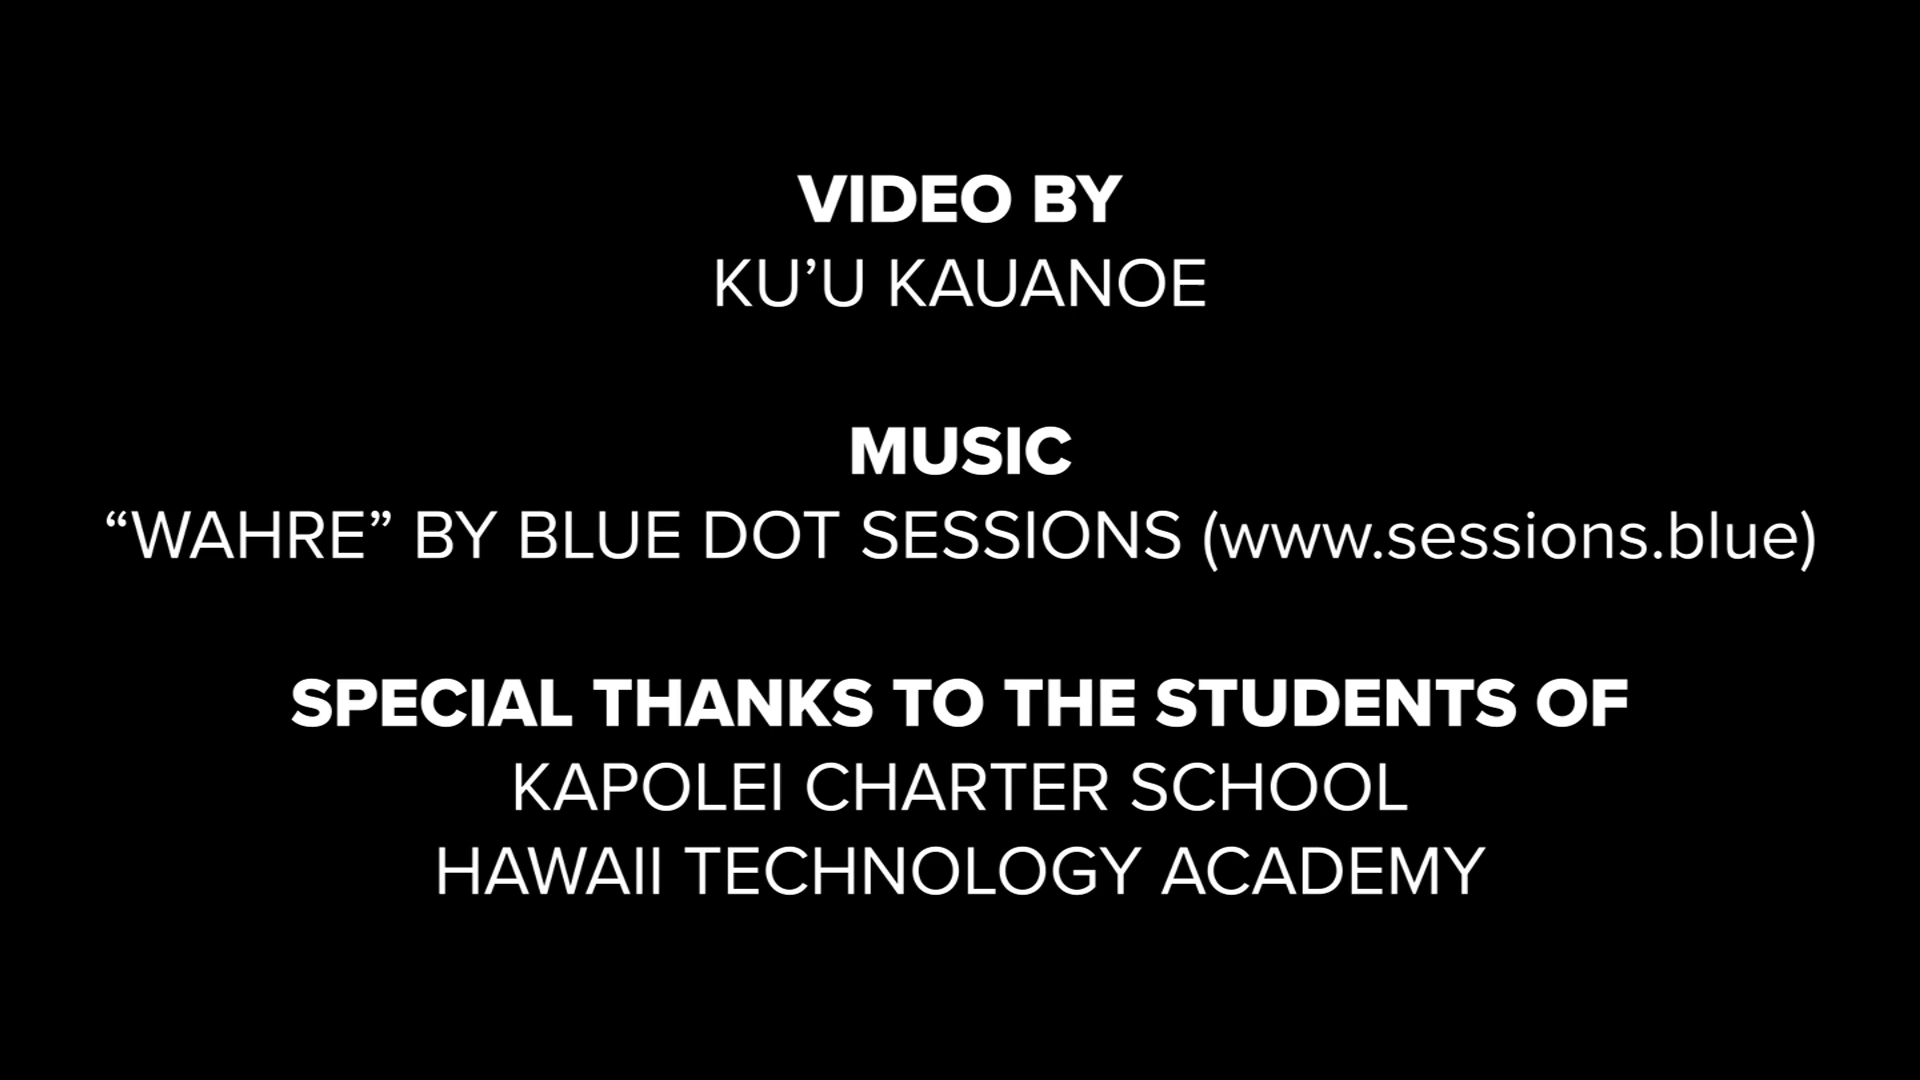 VIDEO BY
KU’U KAUANOE
MUSIC
“WAHRE” BY BLUE DOT SESSIONS (www.sessions.blue)
SPECIAL THANKS TO THE STUDENTS OF
KAPOLEI CHARTER SCHOOL
HAWAII TECHNOLOGY ACADEMY